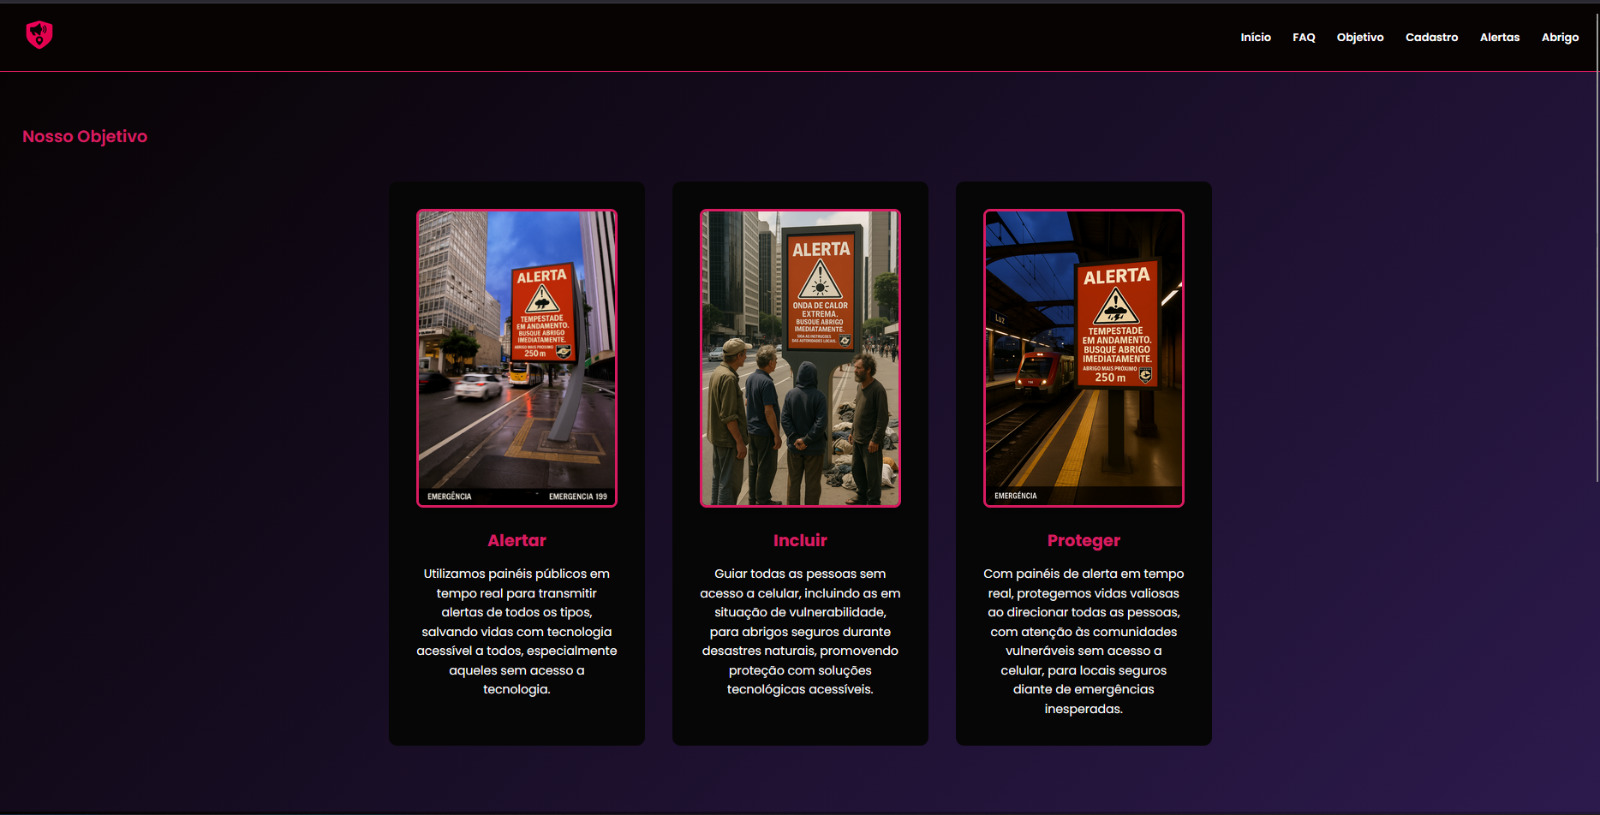 Início FAQ Objetivo Cadastro Alertas Abrigo
Nosso Objetivo
ALERTA
TEMPESTADE
EM ANDAMENTO.
BUSQUE ABRIGO
IMEDIATAMENTE.
ABRIGO MAIS PRÓXIMO
250 m
EMERGÊNCIA EMERGENCIA 199
Alertar
Utilizamos painéis públicos em
tempo real para transmitir
alertas de todos os tipos,
salvando vidas com tecnologia
acessível a todos, especialmente
aqueles sem acesso a
tecnologia.
ALERTA
ONDA DE CALOR
EXTREMA.
BUSQUE ABRIGO
IMEDIATAMENTE.
SIGA AS INSTRUÇÕES
DAS AUTORIDADES LOCAIS.
Incluir
Guiar todas as pessoas sem
acesso a celular, incluindo as em
situação de vulnerabilidade,
para abrigos seguros durante
desastres naturais, promovendo
proteção com soluções
tecnológicas acessíveis.
Luz
ALERTA
TEMPESTADE
EM ANDAMENTO.
BUSQUE ABRIGO
IMEDIATAMENTE.
ABRIGO MAIS PRÓXIMO
250 m
EMERGÊNCIA
Proteger
Com painéis de alerta em tempo
real, protegemos vidas valiosas
ao direcionar todas as pessoas,
com atenção às comunidades
vulneráveis sem acesso a
celular, para locais seguros
diante de emergências
inesperadas.